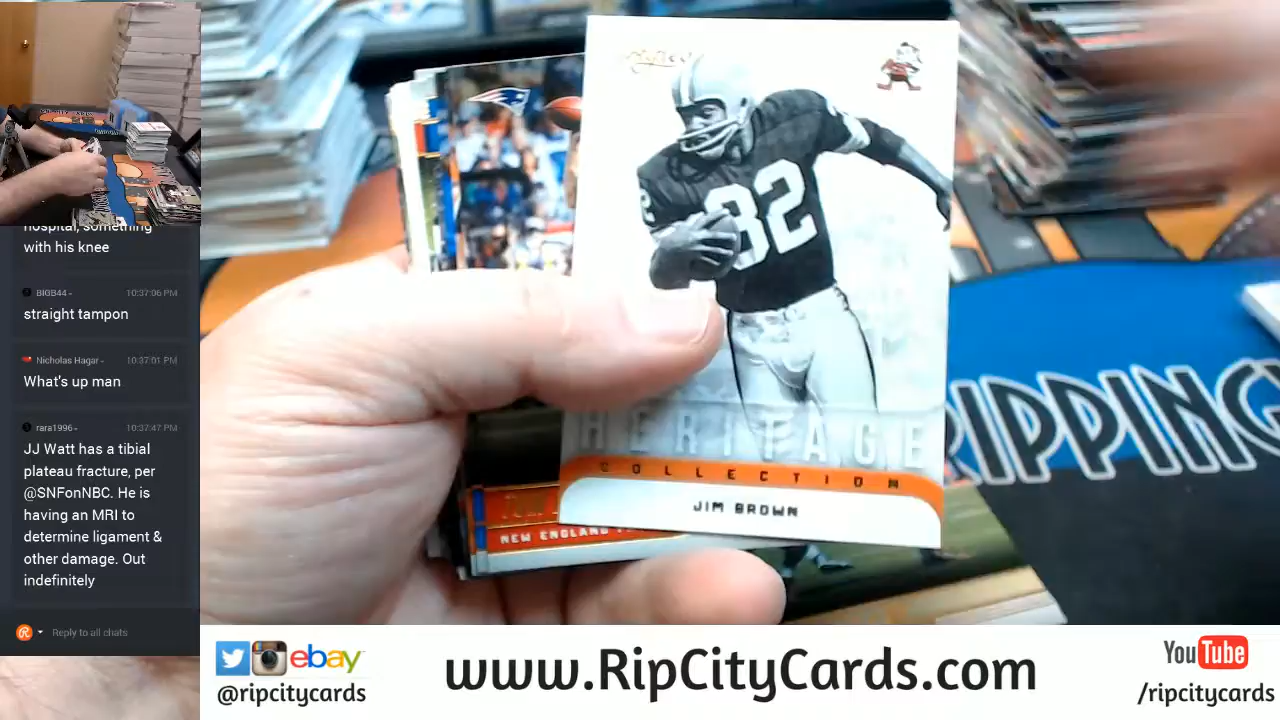 hospital, something
with his knee
BIGB44 -
10:37:06 PM
straight tampon
Nicholas Hagar -
10:37:01 PM
What's up man
rara1996 -
10:37:47 PM
JJ Watt has a tibial
plateau fracture, per
@SNFonNBC. He is
having an MRI to
determine ligament &
other damage. Out
indefinitely
Reply to all chats
82
HERITAGE
COLLECTION
JIM BROWN
NEW ENGLAND
RIPPING
ebay
@ripcitycards
www.RipCityCards.com
YouTube
/ripcitycards